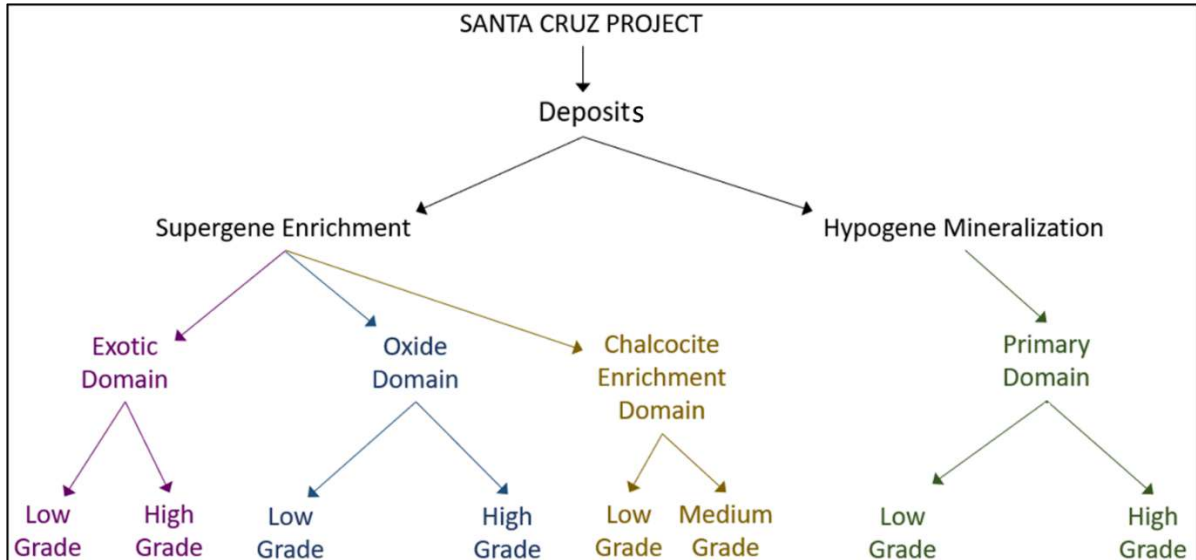 SANTA CRUZ PROJECT
Deposits
Supergene Enrichment
Hypogene Mineralization
Exotic
Domain
Oxide
Domain
Chalcocite
Enrichment
Domain
Primary
Domain
Low
Grade
High
Grade
Low
Grade
High
Grade
Low
Grade
Medium
Grade
Low
Grade
High
Grade